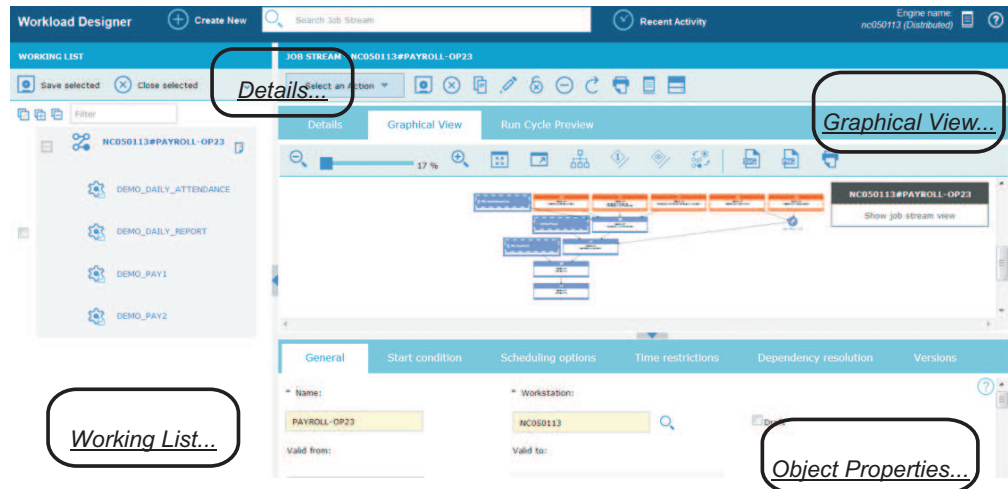 Workload Designer
Create New
Search Job Stream
Recent Activity
Engine name:
nc050113 (Distributed)
WORKING LIST
JOB STREAM NC050113#PAYROLL-OP23
Save selected
Close selected
Select an Action
Details...
Details
Graphical View
Run Cycle Preview
Graphical View...
Filter
17 %
NC050113#PAYROLL-OP23
DEMO_DAILY_ATTENDANCE
DEMO_DAILY_REPORT
DEMO_PAY1
DEMO_PAY2
NC050113#PAYROLL-OP23
Show job stream view
General
Start condition
Scheduling options
Time restrictions
Dependency resolution
Versions
* Name:
* Workstation:
PAYROLL-OP23
NC050113
Draft
Valid from:
Valid to:
Working List...
Object Properties...